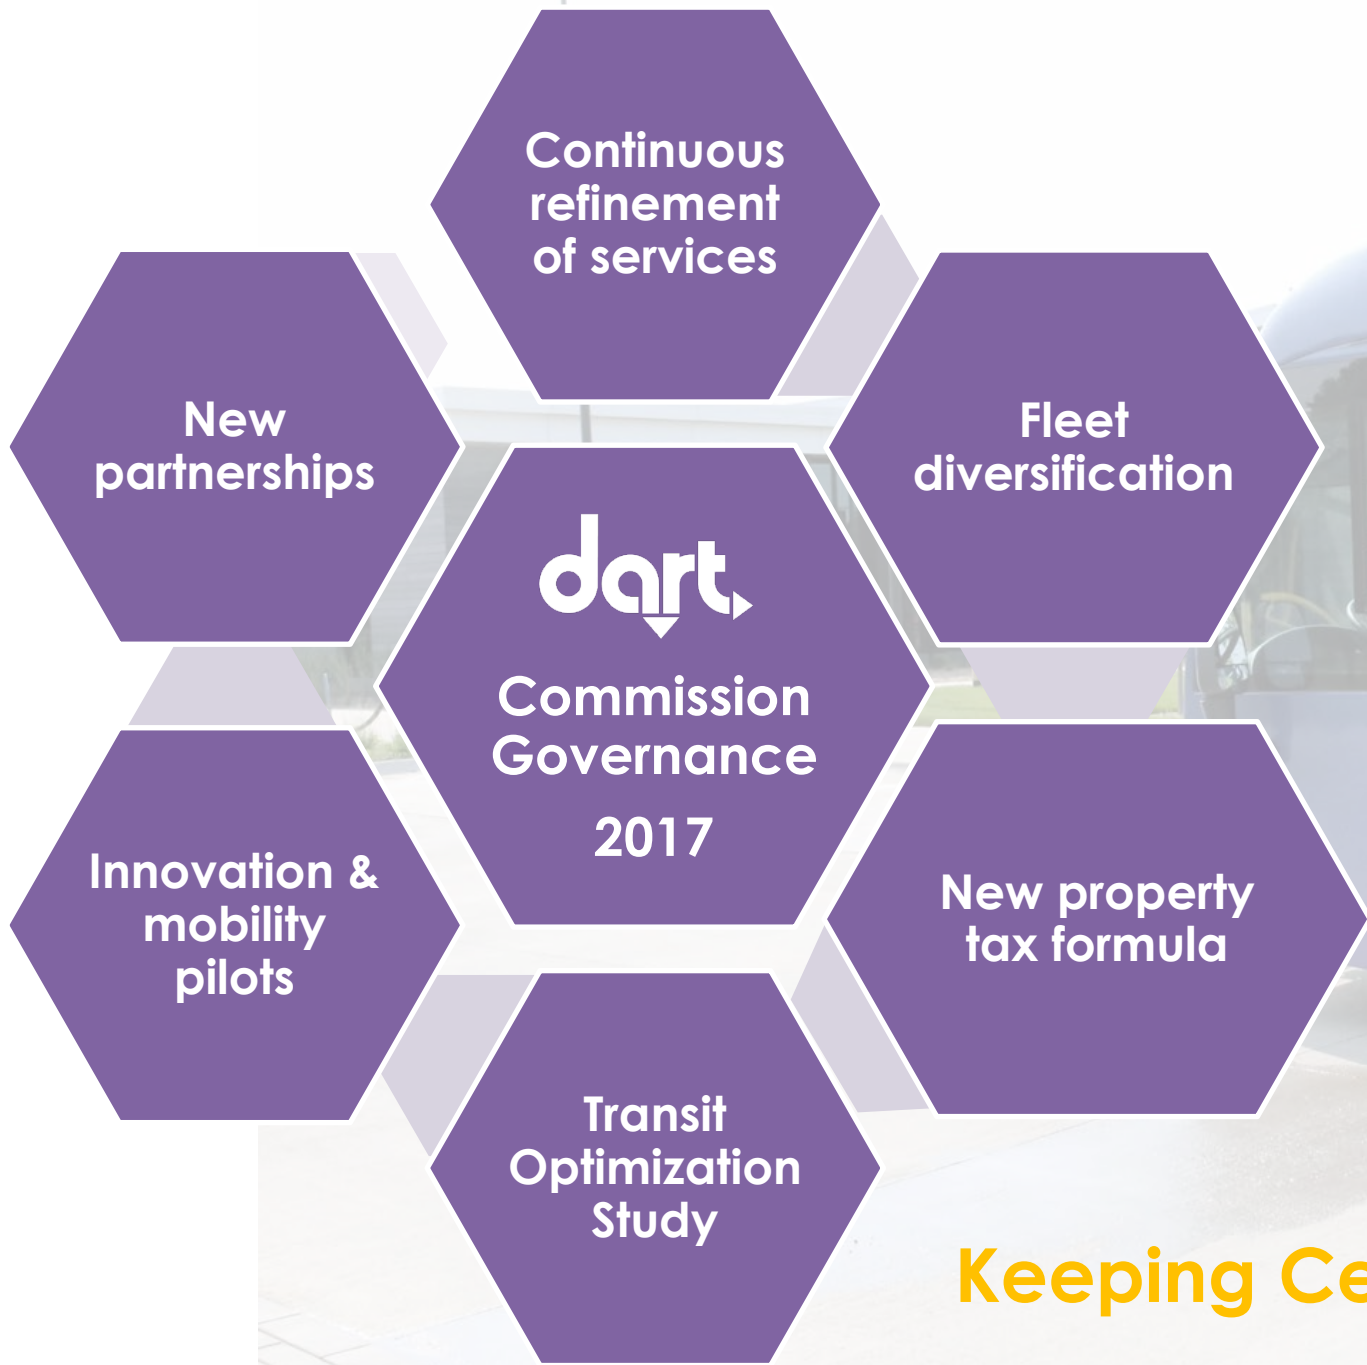 Continuous
refinement
of services
New
partnerships
Fleet
diversification
dart
Commission
Governance
2017
Innovation &
mobility
pilots
New property
tax formula
Transit
Optimization
Study
Keeping Ce